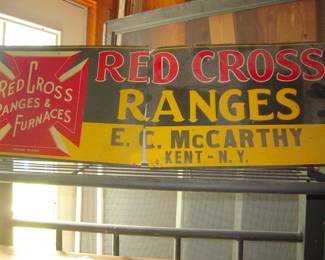 RED CROSS
RANGES &
FURNACES
RED CROSS
RANGES
E. C. McCARTHY
KENT - N.Y.